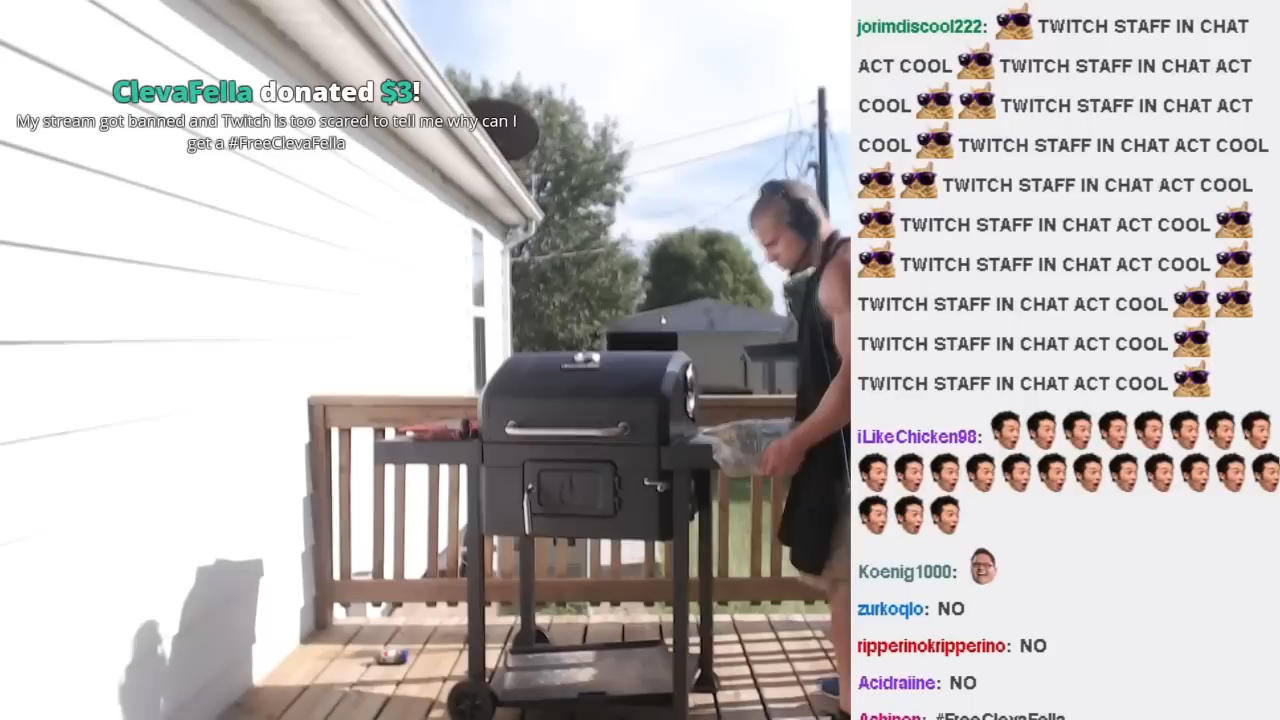 ClevaFella donated $3!
My stream got banned and Twitch is too scared to tell me why can I
get a #FreeClevaFella
jorimdiscool222: TWITCH STAFF IN CHAT
ACT COOL TWITCH STAFF IN CHAT ACT
COOL TWITCH STAFF IN CHAT ACT
COOL TWITCH STAFF IN CHAT ACT COOL
TWITCH STAFF IN CHAT ACT COOL
TWITCH STAFF IN CHAT ACT COOL
TWITCH STAFF IN CHAT ACT COOL
TWITCH STAFF IN CHAT ACT COOL
TWITCH STAFF IN CHAT ACT COOL
TWITCH STAFF IN CHAT ACT COOL
iLikeChicken98:
Koenig1000:
zurkoqlo: NO
ripperinokripperino: NO
Acidraiine: NO
#FreeClevaFella